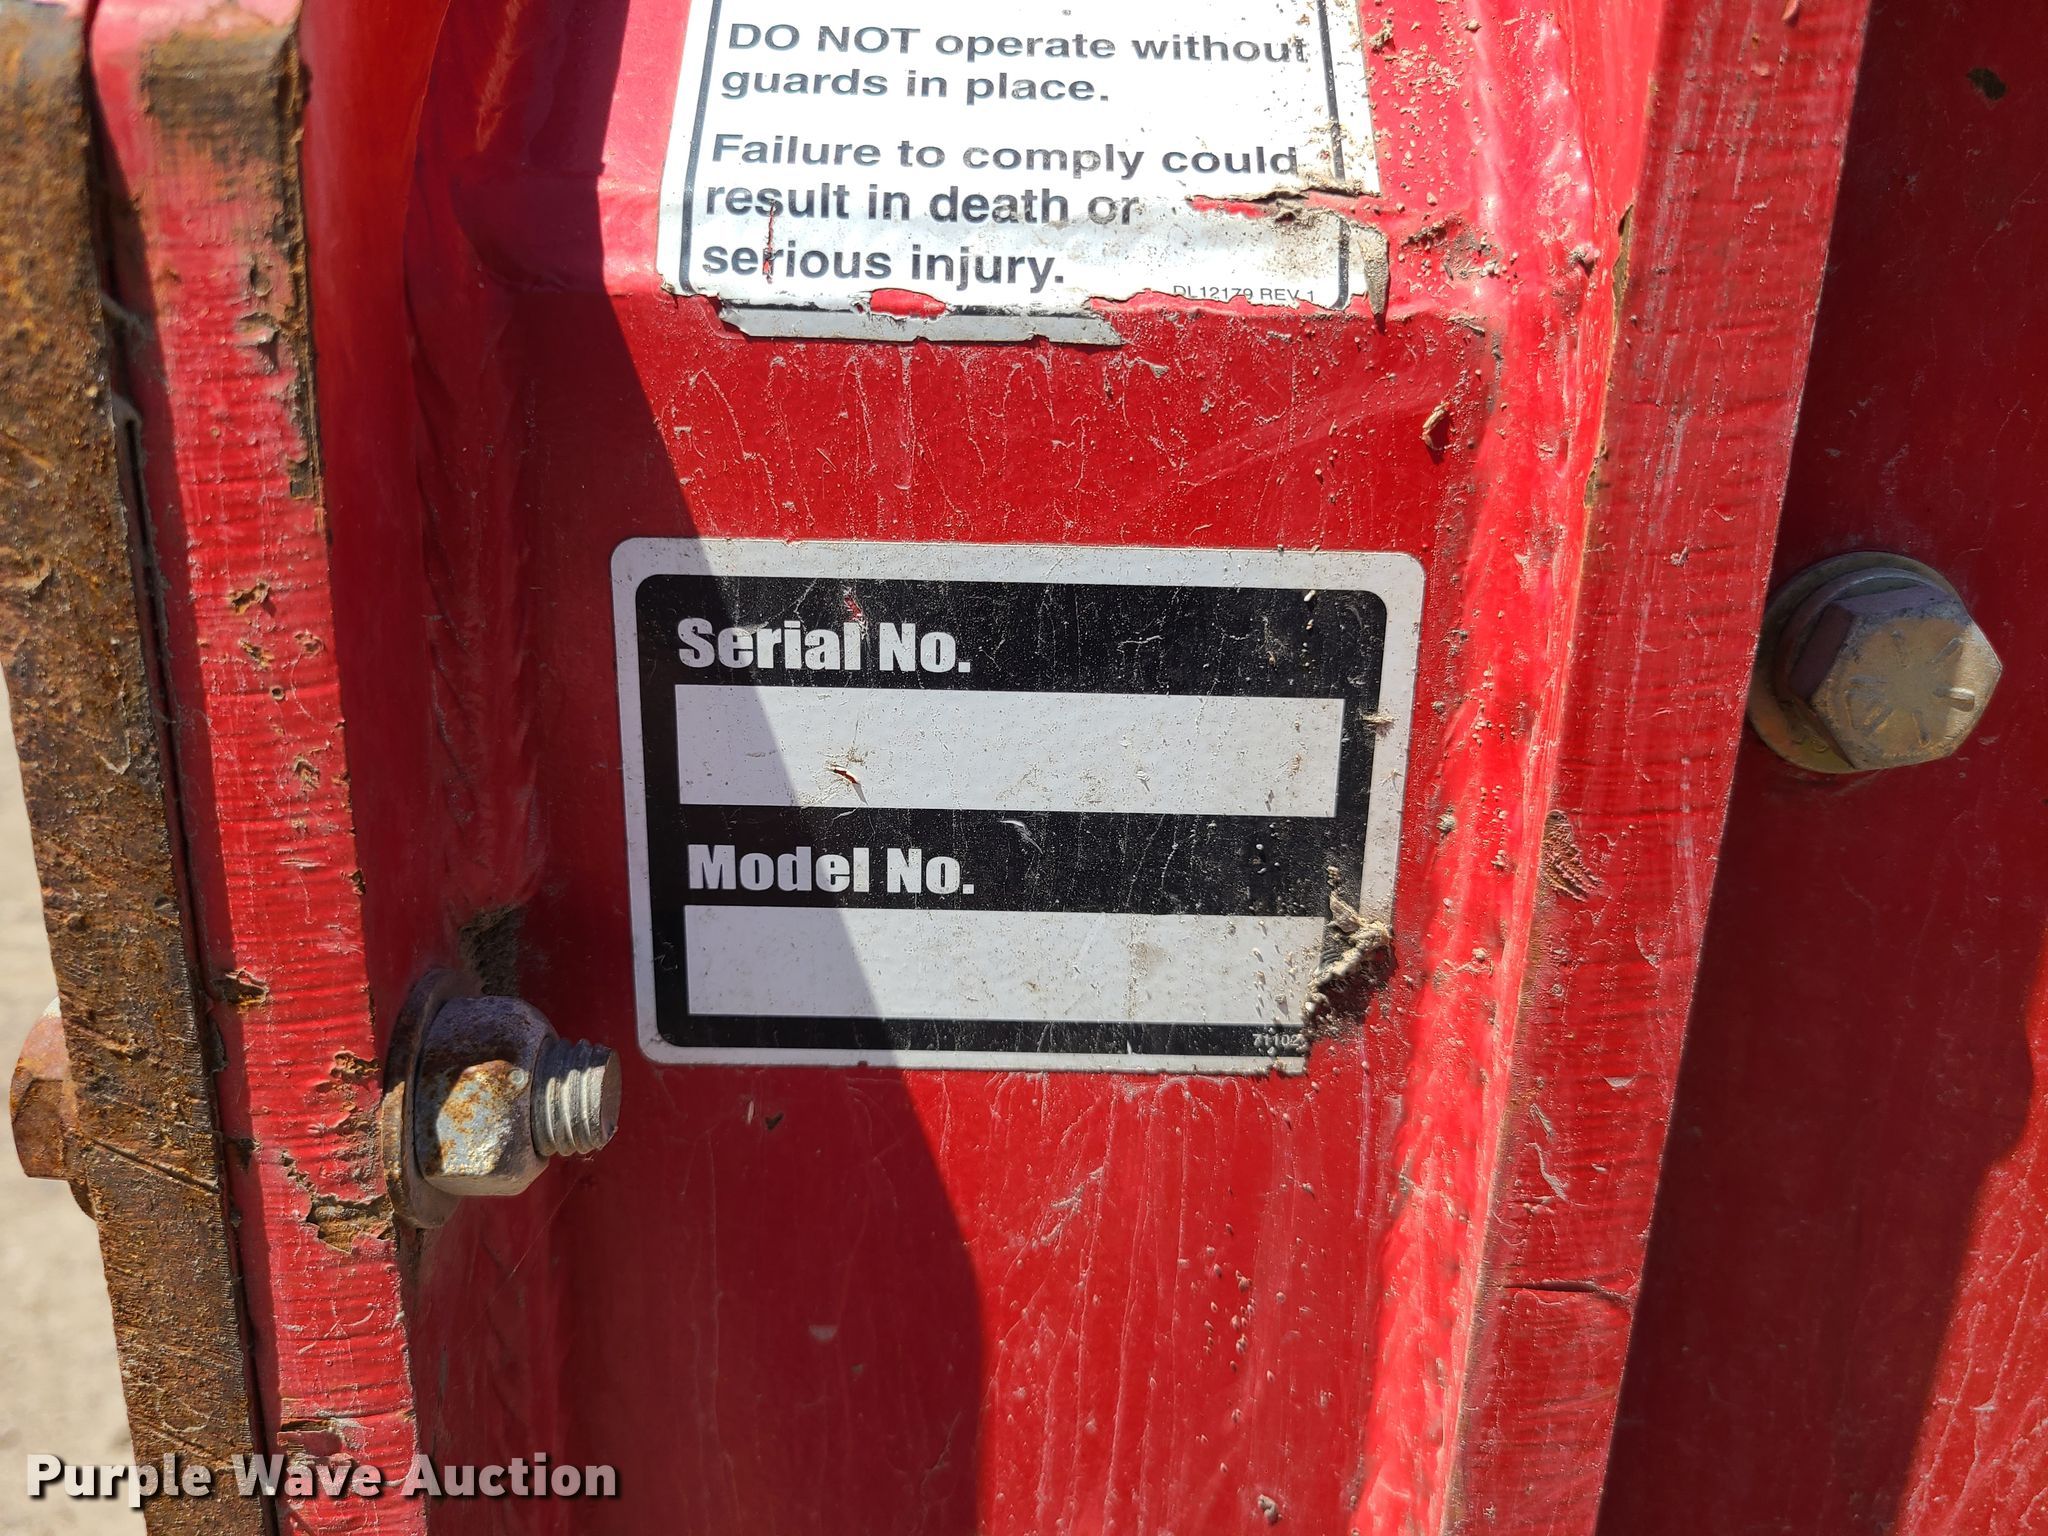 DO NOT operate without
guards in place.
Failure to comply could
result in death or
serious injury.
DL12179 REV 1
Serial No.
Model No.
71102
Purple Wave Auction